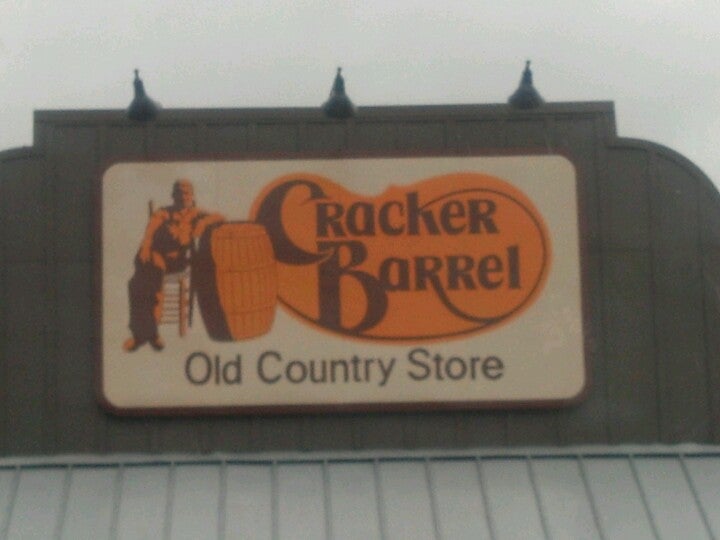 Cracker
Barrel
Old Country Store